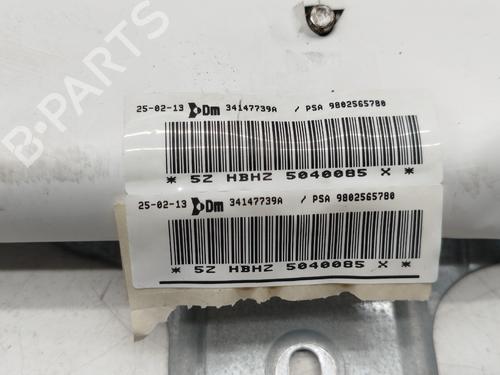 B-PARTS
25-02-13 Dm 34147739A / PSA 9802565780
* 5Z HBHZ 5040085 X *
25-02-13 Dm 34147739A / PSA 9802565780
* 5Z HBHZ 5040085 X *